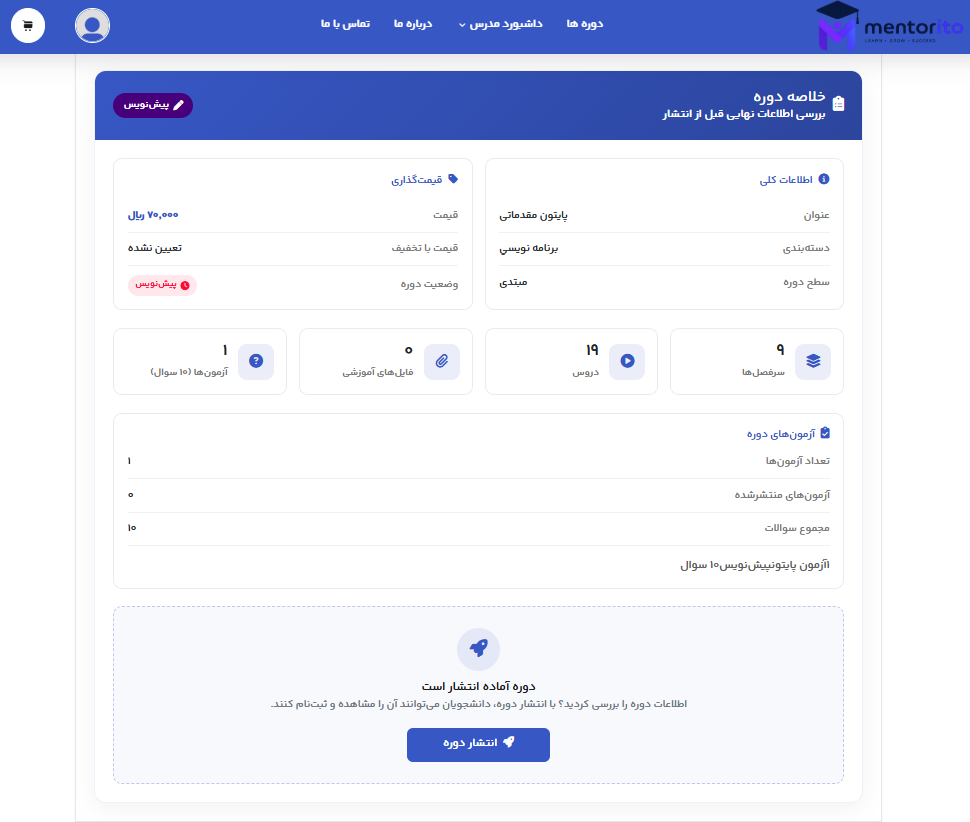 mentorito
LEARN • GROW • SUCCEED
دوره ها
داشبورد مدرس
درباره ما
تماس با ما
خلاصه دوره
بررسی اطلاعات نهایی قبل از انتشار
پیش‌نویس
اطلاعات کلی
عنوان پایتون مقدماتی
دسته‌بندی برنامه نويسي
سطح دوره مبتدی
قیمت‌گذاری
قیمت ۷۰,۰۰۰ ریال
قیمت با تخفیف تعیین نشده
وضعیت دوره پیش‌نویس
۹
سرفصل‌ها
۱۹
دروس
۰
فایل‌های آموزشی
۱
آزمون‌ها (۱۰ سوال)
آزمون‌های دوره
تعداد آزمون‌ها ۱
آزمون‌های منتشرشده ۰
مجموع سوالات ۱۰
۱آزمون پایتونپیش‌نویس۱۰ سوال
دوره آماده انتشار است
اطلاعات دوره را بررسی کردید؟ با انتشار دوره، دانشجویان می‌توانند آن را مشاهده و ثبت‌نام کنند.
انتشار دوره